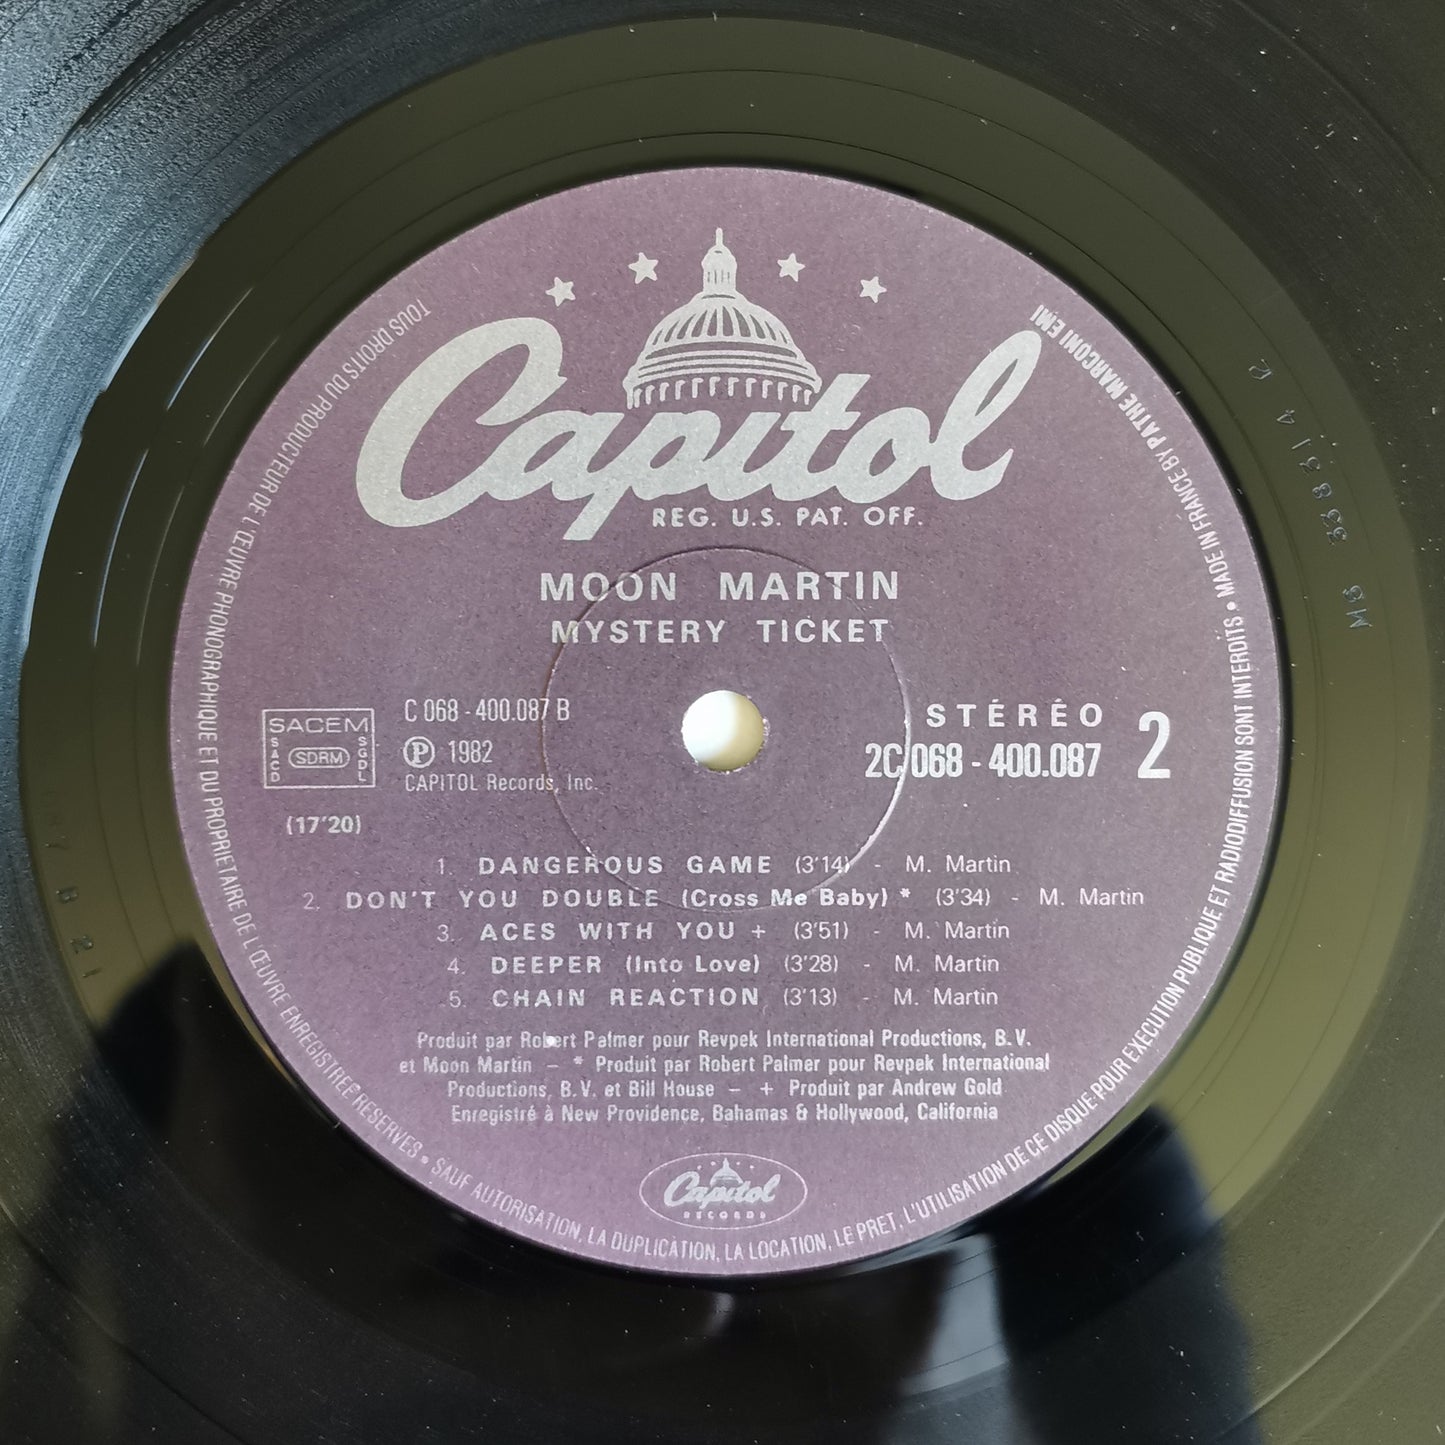 Capitol
REG. U.S. PAT. OFF.
MOON MARTIN
MYSTERY TICKET
C 068 - 400.087 B
Ⓟ 1982
CAPITOL Records, Inc.
SACEM
SACD
SDRM
SGDL
(17'20)
STÉRÉO
2C 068 - 400.087
2
1. DANGEROUS GAME (3'14) - M. Martin
2. DON'T YOU DOUBLE (Cross Me Baby) * (3'34) - M. Martin
3. ACES WITH YOU + (3'51) - M. Martin
4. DEEPER (Into Love) (3'28) - M. Martin
5. CHAIN REACTION (3'13) - M. Martin
Produit par Robert Palmer pour Revpek International Productions, B.V.
et Moon Martin – * Produit par Robert Palmer pour Revpek International
Productions, B.V. et Bill House – + Produit par Andrew Gold
Enregistré à New Providence, Bahamas & Hollywood, California
Capitol
RECORDS
TOUS DROITS DU PRODUCTEUR DE L'ŒUVRE PHONOGRAPHIQUE ET DU PROPRIETAIRE DE L'ŒUVRE ENREGISTREE RESERVES • SAUF AUTORISATION, LA DUPLICATION, LA LOCATION, LE PRET, L'UTILISATION DE CE DISQUE POUR EXECUTION PUBLIQUE ET RADIODIFFUSION SONT INTERDITS • MADE IN FRANCE BY PATHE MARCONI EMI